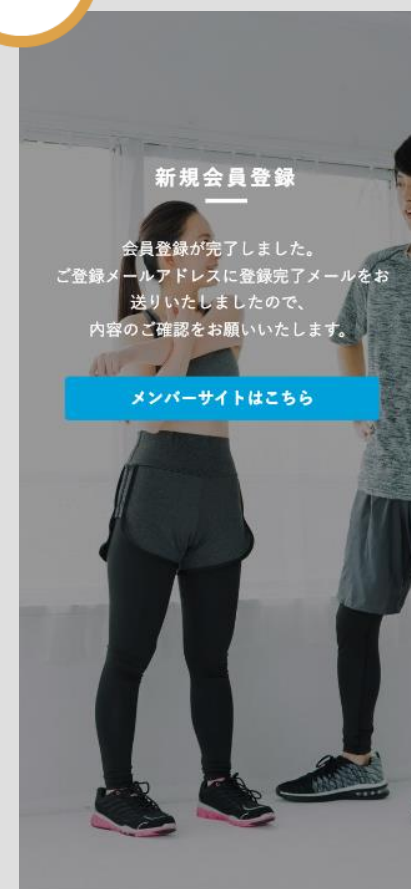 新規会員登録
会員登録が完了しました。
ご登録メールアドレスに登録完了メールをお
送りいたしましたので、
内容のご確認をお願いいたします。
メンバーサイトはこちら